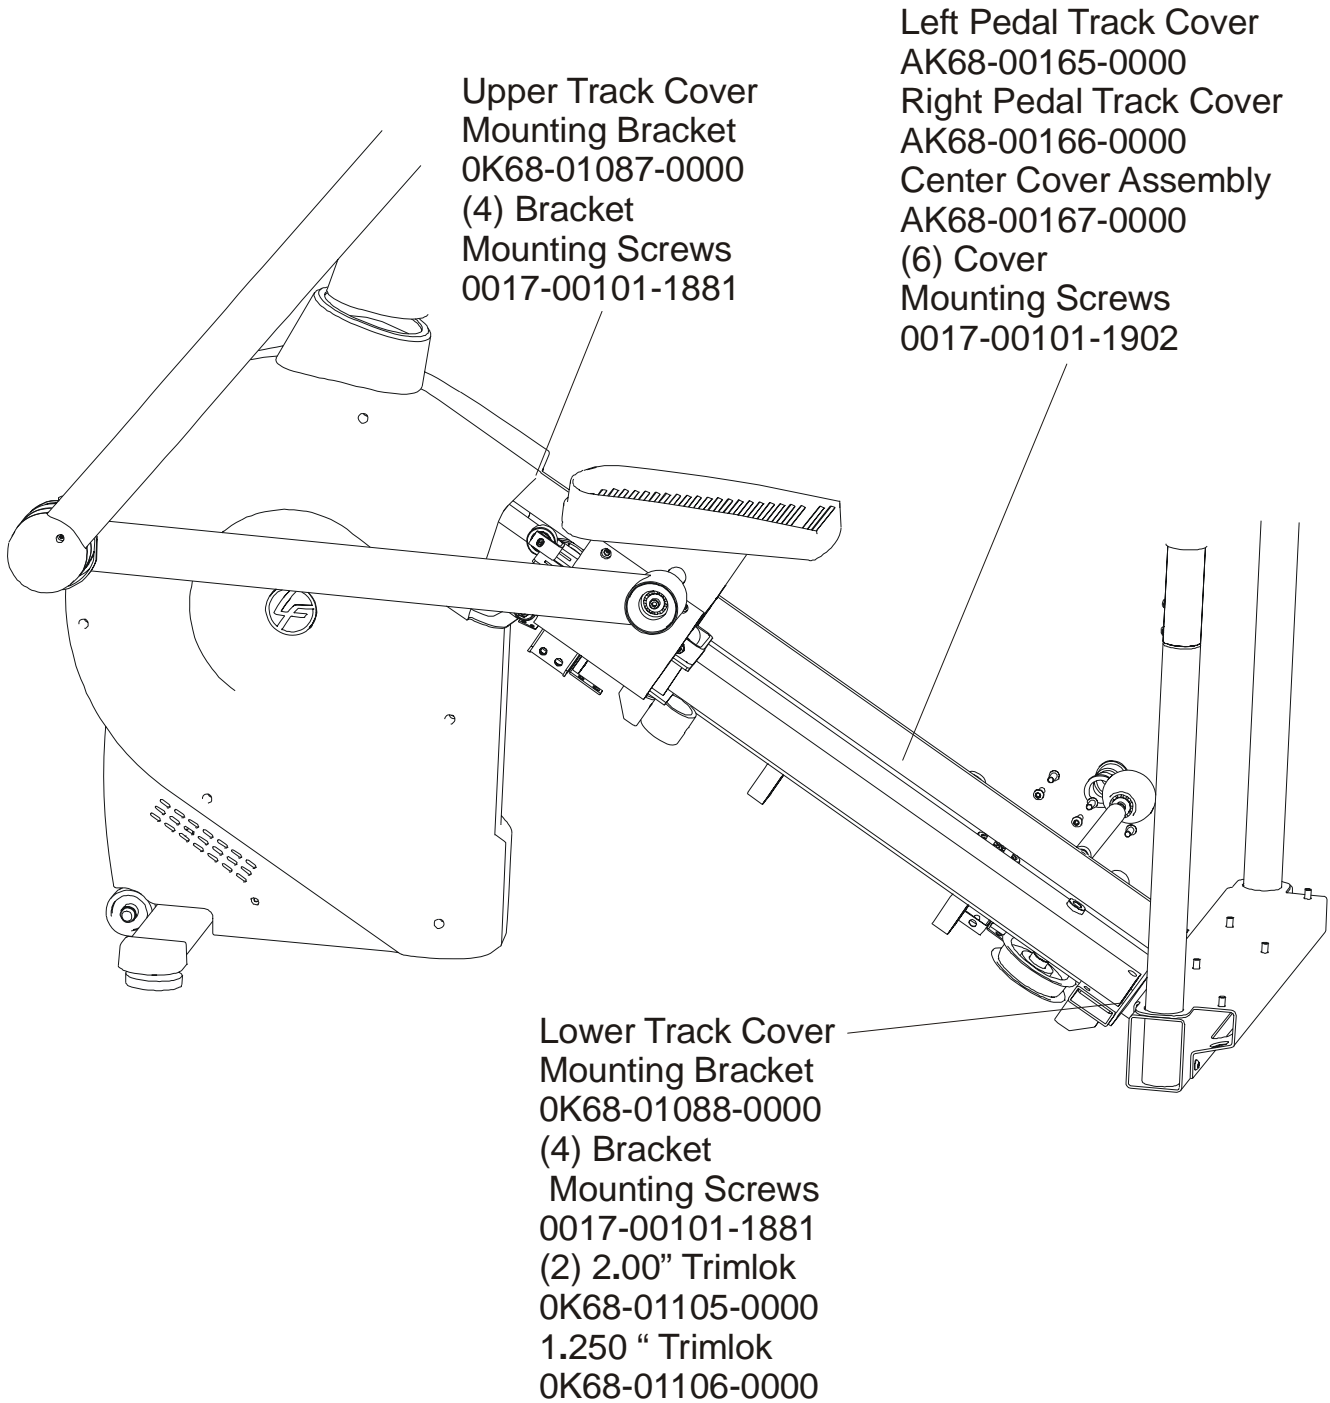 Left Pedal Track Cover
AK68-00165-0000
Right Pedal Track Cover
AK68-00166-0000
Center Cover Assembly
AK68-00167-0000
(6) Cover
Mounting Screws
0017-00101-1902
Upper Track Cover
Mounting Bracket
0K68-01087-0000
(4) Bracket
Mounting Screws
0017-00101-1881
Lower Track Cover
Mounting Bracket
0K68-01088-0000
(4) Bracket
Mounting Screws
0017-00101-1881
(2) 2.00” Trimlok
0K68-01105-0000
1.250 “ Trimlok
0K68-01106-0000